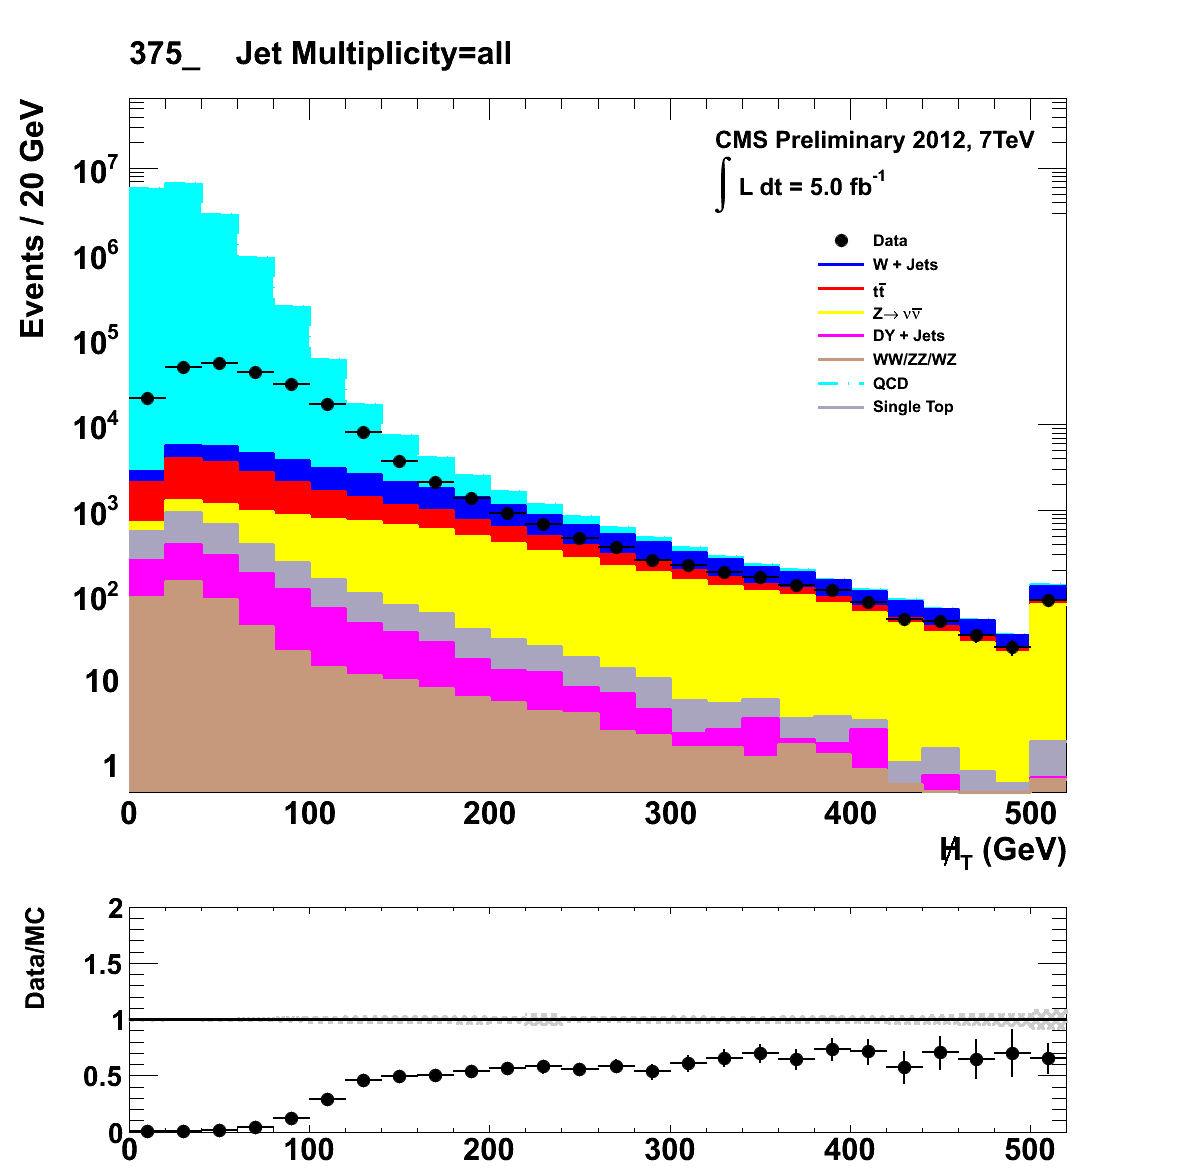 375_ Jet Multiplicity=all
Events / 20 GeV
10⁷
10⁶
10⁵
10⁴
10³
10²
10
1
CMS Preliminary 2012, 7TeV
∫ L dt = 5.0 fb⁻¹
Data
W + Jets
tt̅
Z→ νν̅
DY + Jets
WW/ZZ/WZ
QCD
Single Top
0 100 200 300 400 500
H̸_T (GeV)
Data/MC
2
1.5
1
0.5
0
0 100 200 300 400 500